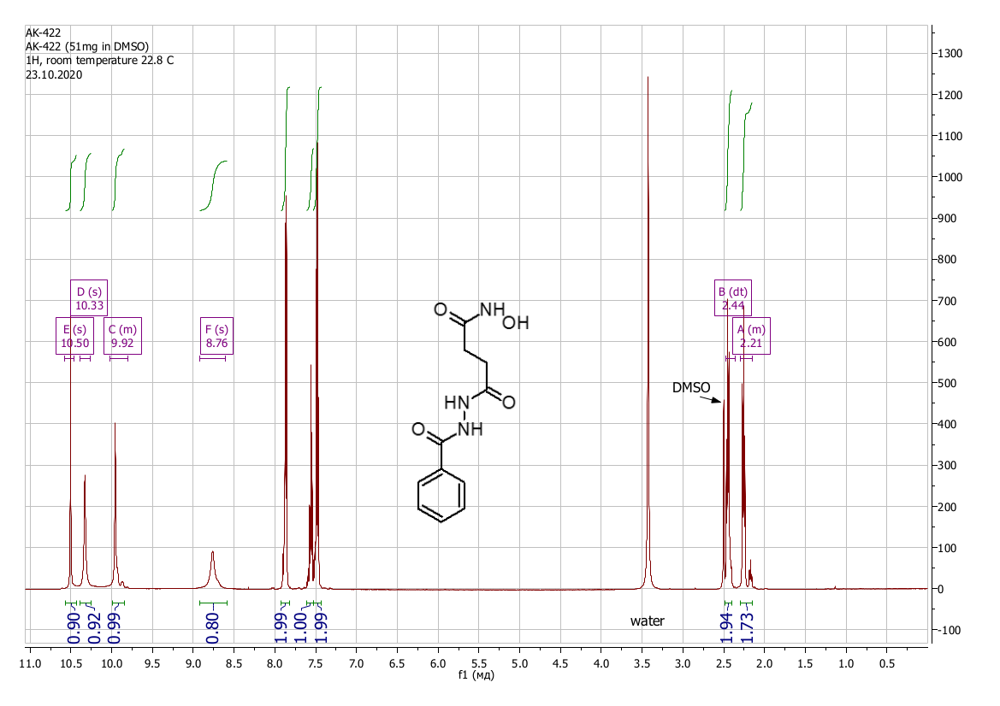 AK-422
AK-422 (51mg in DMSO)
1H, room temperature 22.8 C
23.10.2020
1300
1200
1100
1000
900
800
700
600
500
400
300
200
100
0
-100
D (s)
10.33
B (dt)
2.44
E (s)
10.50
C (m)
9.92
F (s)
8.76
A (m)
2.21
O
NH
OH
HN
O
O
NH
DMSO
water
0.90
0.92
0.99
0.80
1.99
1.00
1.99
1.94
1.73
11.0 10.5 10.0 9.5 9.0 8.5 8.0 7.5 7.0 6.5 6.0 5.5 5.0 4.5 4.0 3.5 3.0 2.5 2.0 1.5 1.0 0.5
f1 (мд)